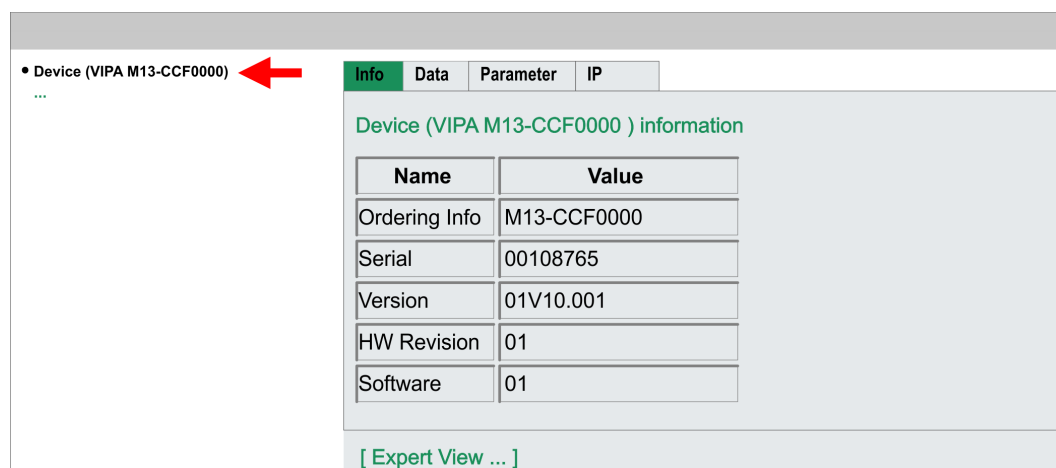 ● Device (VIPA M13-CCF0000)
...
Info Data Parameter IP
Device (VIPA M13-CCF0000 ) information
Name Value
Ordering Info M13-CCF0000
Serial 00108765
Version 01V10.001
HW Revision 01
Software 01
[ Expert View ... ]